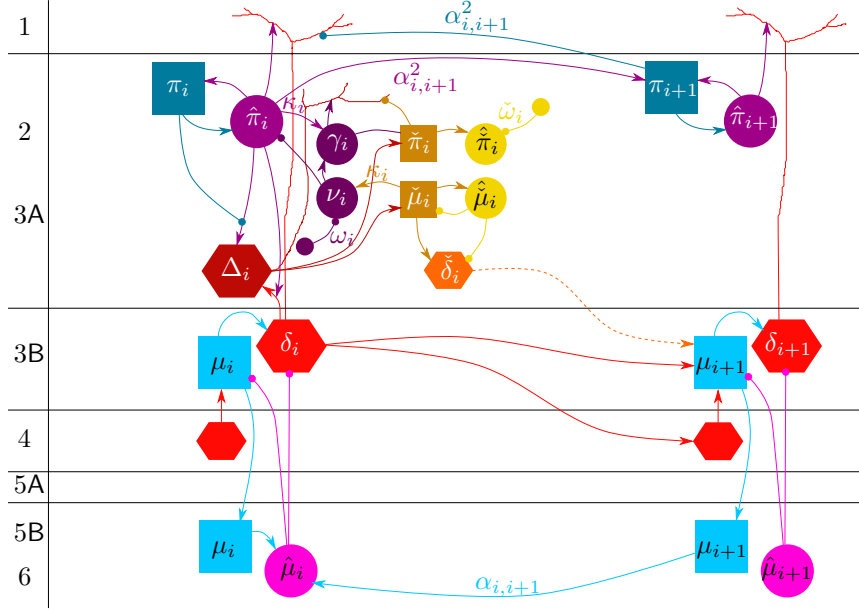 1
α²ᵢ,ᵢ₊₁
πᵢ
π̂ᵢ
κᵢ
α²ᵢ,ᵢ₊₁
πᵢ₊₁
π̂ᵢ₊₁
2
γᵢ
π̌ᵢ
π̌̂ᵢ
ω̌ᵢ
3A
νᵢ
κᵢ
μ̌ᵢ
μ̌̂ᵢ
ωᵢ
Δᵢ
δ̌ᵢ
3B
μᵢ
δᵢ
μᵢ₊₁
δᵢ₊₁
4
5A
5B
μᵢ
μᵢ₊₁
6
μ̂ᵢ
αᵢ,ᵢ₊₁
μ̂ᵢ₊₁